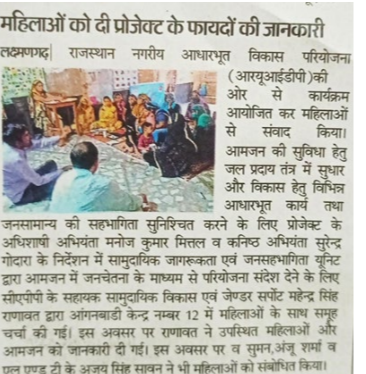 महिलाओं को दी प्रोजेक्ट के फायदों की जानकारी
लक्ष्मणगढ़| राजस्थान नगरीय आधारभूत विकास परियोजना
(आरयूआईडीपी)की
ओर से कार्यक्रम
आयोजित कर महिलाओं
से संवाद किया।
आमजन की सुविधा हेतु
जल प्रदाय तंत्र में सुधार
और विकास हेतु विभिन्न
आधारभूत कार्य तथा
जनसामान्य की सहभागिता सुनिश्चित करने के लिए प्रोजेक्ट के
अधिशाषी अभियंता मनोज कुमार मित्तल व कनिष्ठ अभियंता सुरेन्द्र
गोदारा के निर्देशन में सामुदायिक जागरूकता एवं जनसहभागिता यूनिट
द्वारा आमजन में जनचेतना के माध्यम से परियोजना संदेश देने के लिए
सीएपीपी के सहायक सामुदायिक विकास एवं जेण्डर सर्पोट महेन्द्र सिंह
राणावत द्वारा आंगनबाडी केन्द्र नम्बर 12 में महिलाओं के साथ समूह
चर्चा की गई। इस अवसर पर राणावत ने उपस्थित महिलाओं और
आमजन को जानकारी दी गई। इस अवसर पर व सुमन,अंजू शर्मा व
एल एण्ड टी के अजय सिंह सावन ने भी महिलाओं को संबोधित किया।